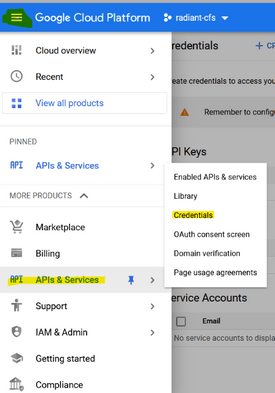 Google Cloud Platform
radiant-cfs
Cloud overview
Recent
View all products
PINNED
API APIs & Services
MORE PRODUCTS
Marketplace
Billing
API APIs & Services
Support
IAM & Admin
Getting started
Compliance
Enabled APIs & services
Library
Credentials
OAuth consent screen
Domain verification
Page usage agreements
redentials
+ CR
reate credentials to access you
Remember to config
PI Keys
ervice Accounts
Email
No service accounts to displa